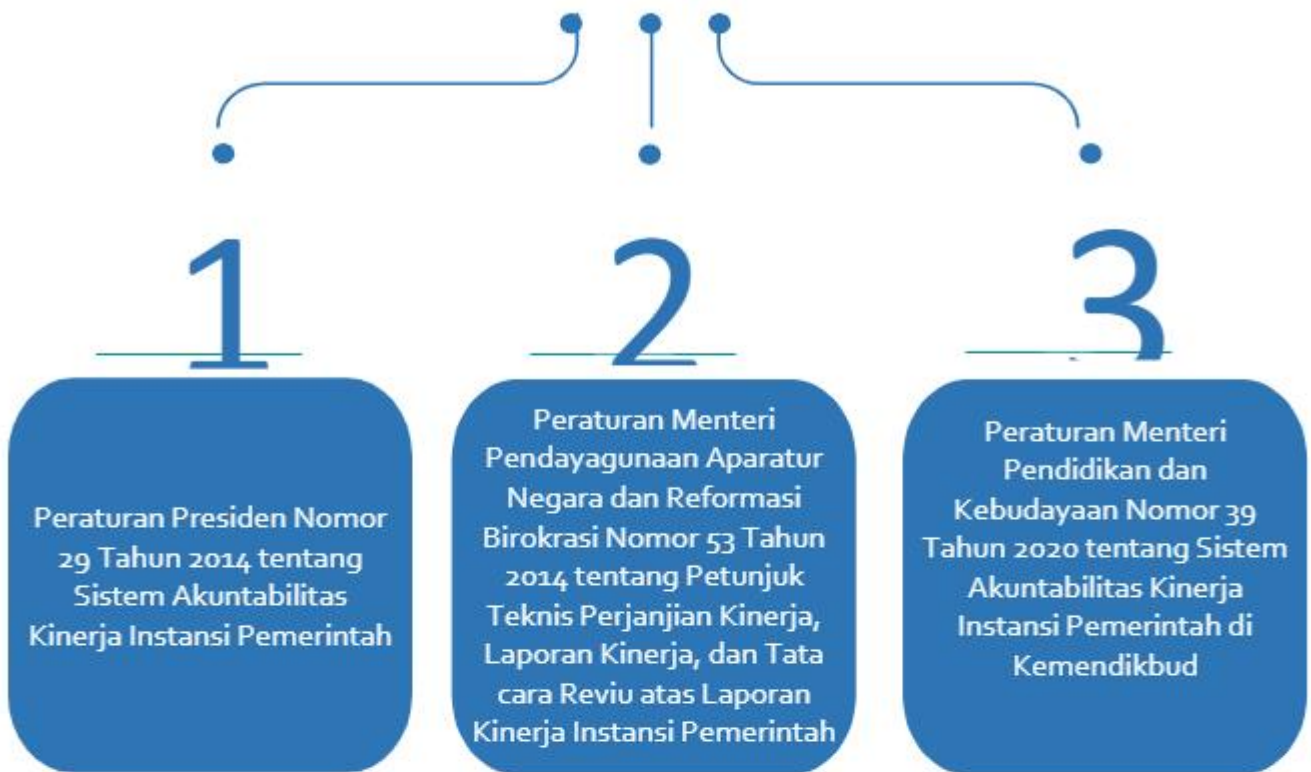 1
Peraturan Presiden Nomor
29 Tahun 2014 tentang
Sistem Akuntabilitas
Kinerja Instansi Pemerintah
2
Peraturan Menteri
Pendayagunaan Aparatur
Negara dan Reformasi
Birokrasi Nomor 53 Tahun
2014 tentang Petunjuk
Teknis Perjanjian Kinerja,
Laporan Kinerja, dan Tata
cara Reviu atas Laporan
Kinerja Instansi Pemerintah
3
Peraturan Menteri
Pendidikan dan
Kebudayaan Nomor 39
Tahun 2020 tentang Sistem
Akuntabilitas Kinerja
Instansi Pemerintah di
Kemendikbud